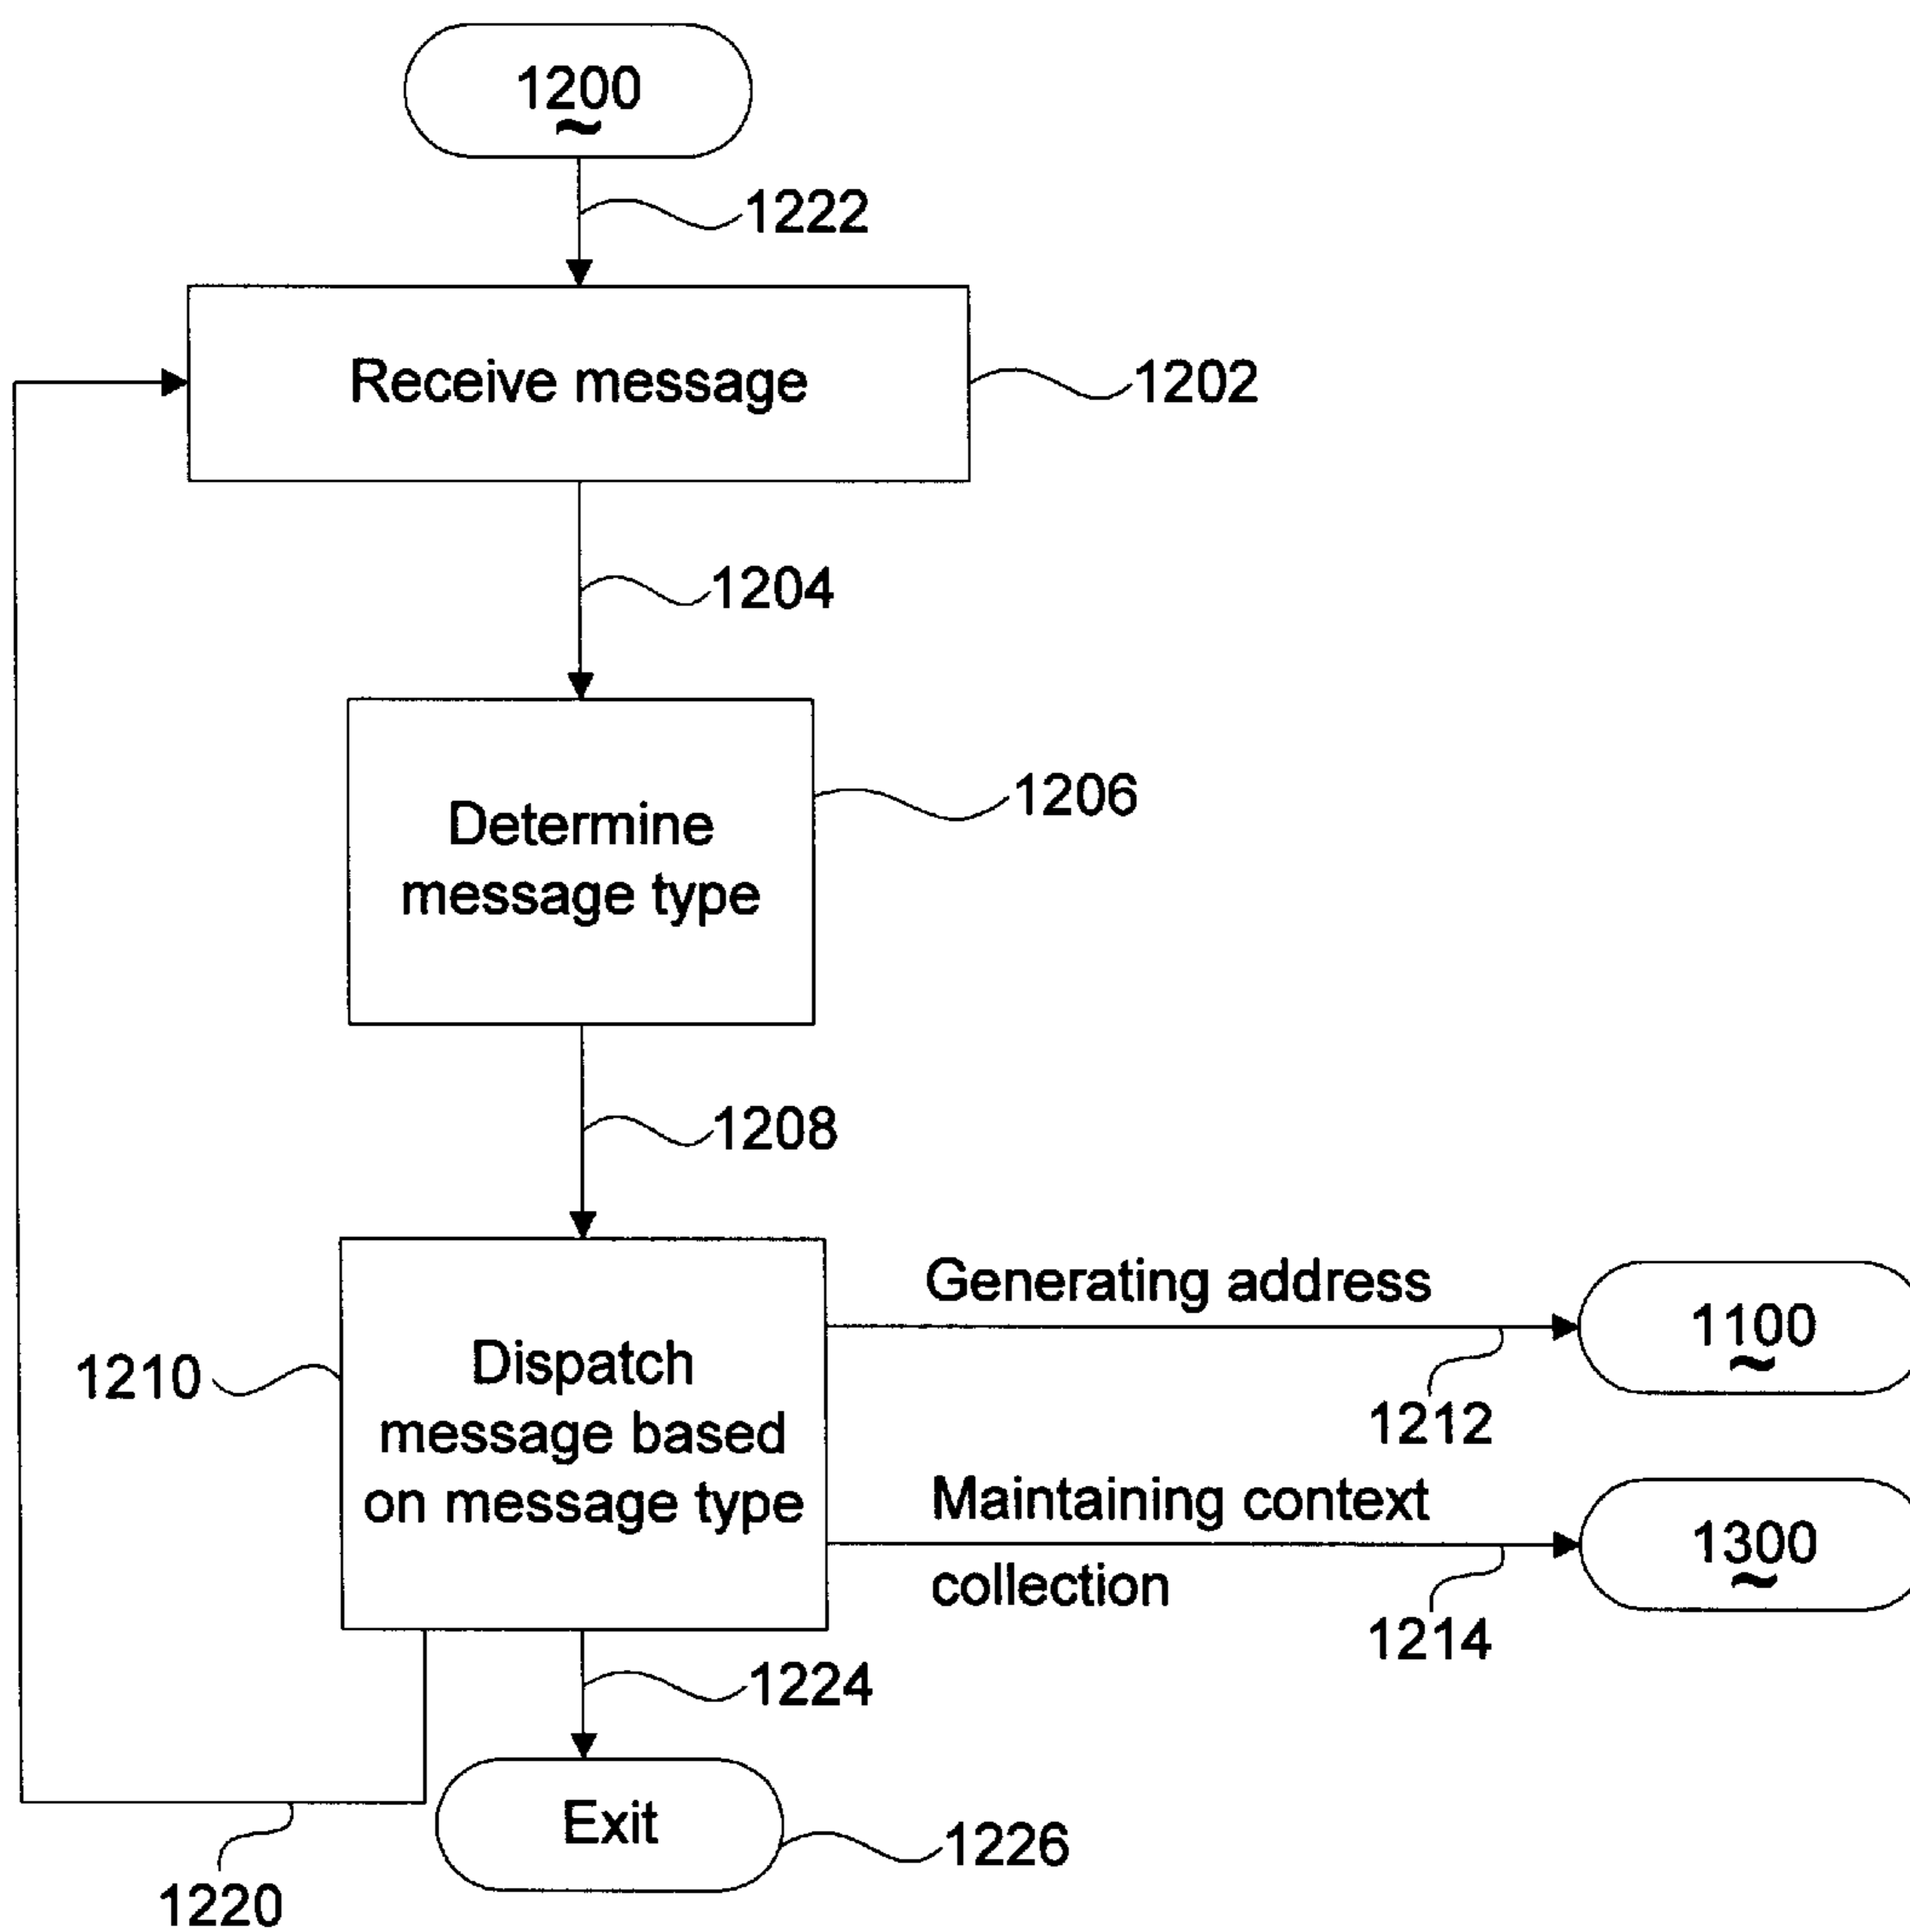 1200
1222
Receive message
1202
1204
Determine
message type
1206
1208
Generating address
1100
1210
Dispatch
message based
on message type
1212
Maintaining context
collection
1300
1214
1224
Exit
1226
1220